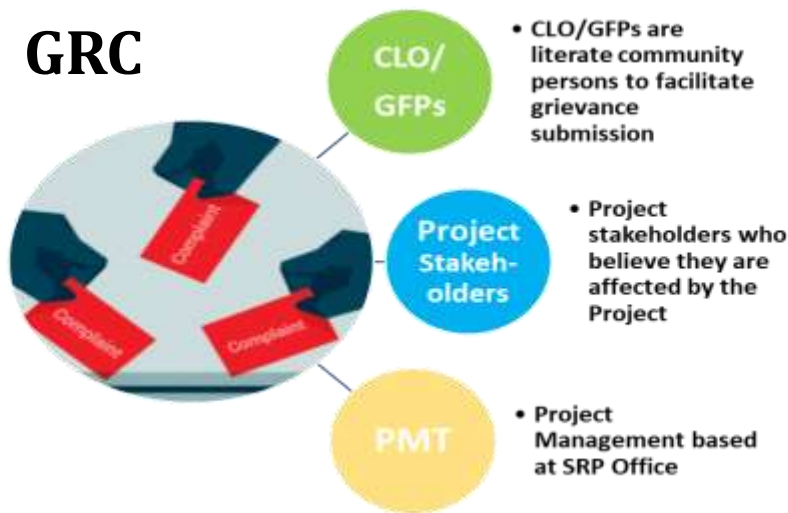 GRC
CLO/
GFPs
• CLO/GFPs are
literate community
persons to facilitate
grievance
submission
Complaint
Complaint
Complaint
Project
Stakeh-
olders
• Project
stakeholders who
believe they are
affected by the
Project
PMT
• Project
Management based
at SRP Office